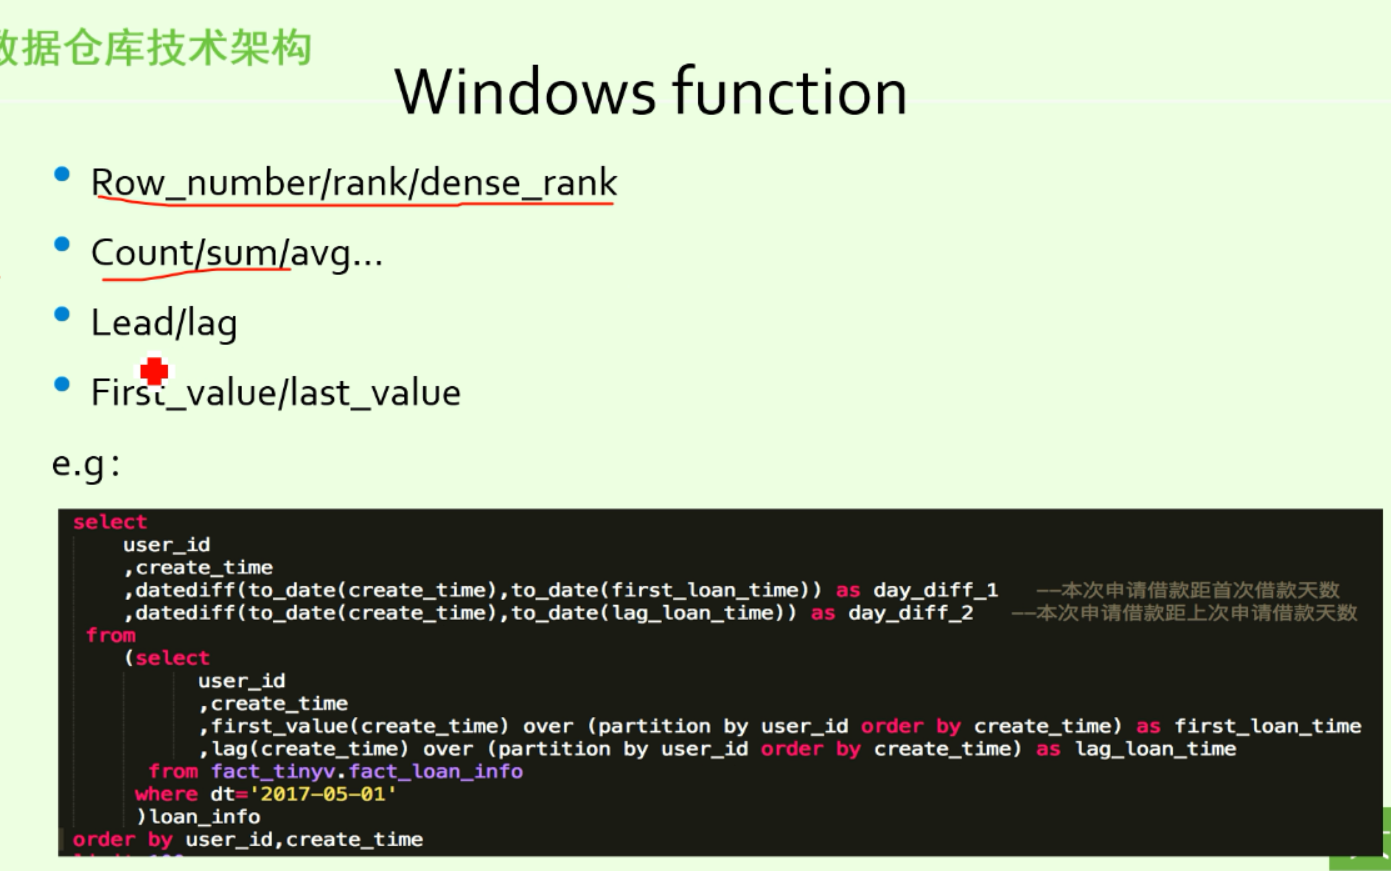 数据仓库技术架构
Windows function
Row_number/rank/dense_rank
Count/sum/avg...
Lead/lag
First_value/last_value
e.g:
select
user_id
,create_time
,datediff(to_date(create_time),to_date(first_loan_time)) as day_diff_1 --本次申请借款距首次借款天数
,datediff(to_date(create_time),to_date(lag_loan_time)) as day_diff_2 --本次申请借款距上次申请借款天数
from
(select
user_id
,create_time
,first_value(create_time) over (partition by user_id order by create_time) as first_loan_time
,lag(create_time) over (partition by user_id order by create_time) as lag_loan_time
from fact_tinyv.fact_loan_info
where dt='2017-05-01'
)loan_info
order by user_id,create_time